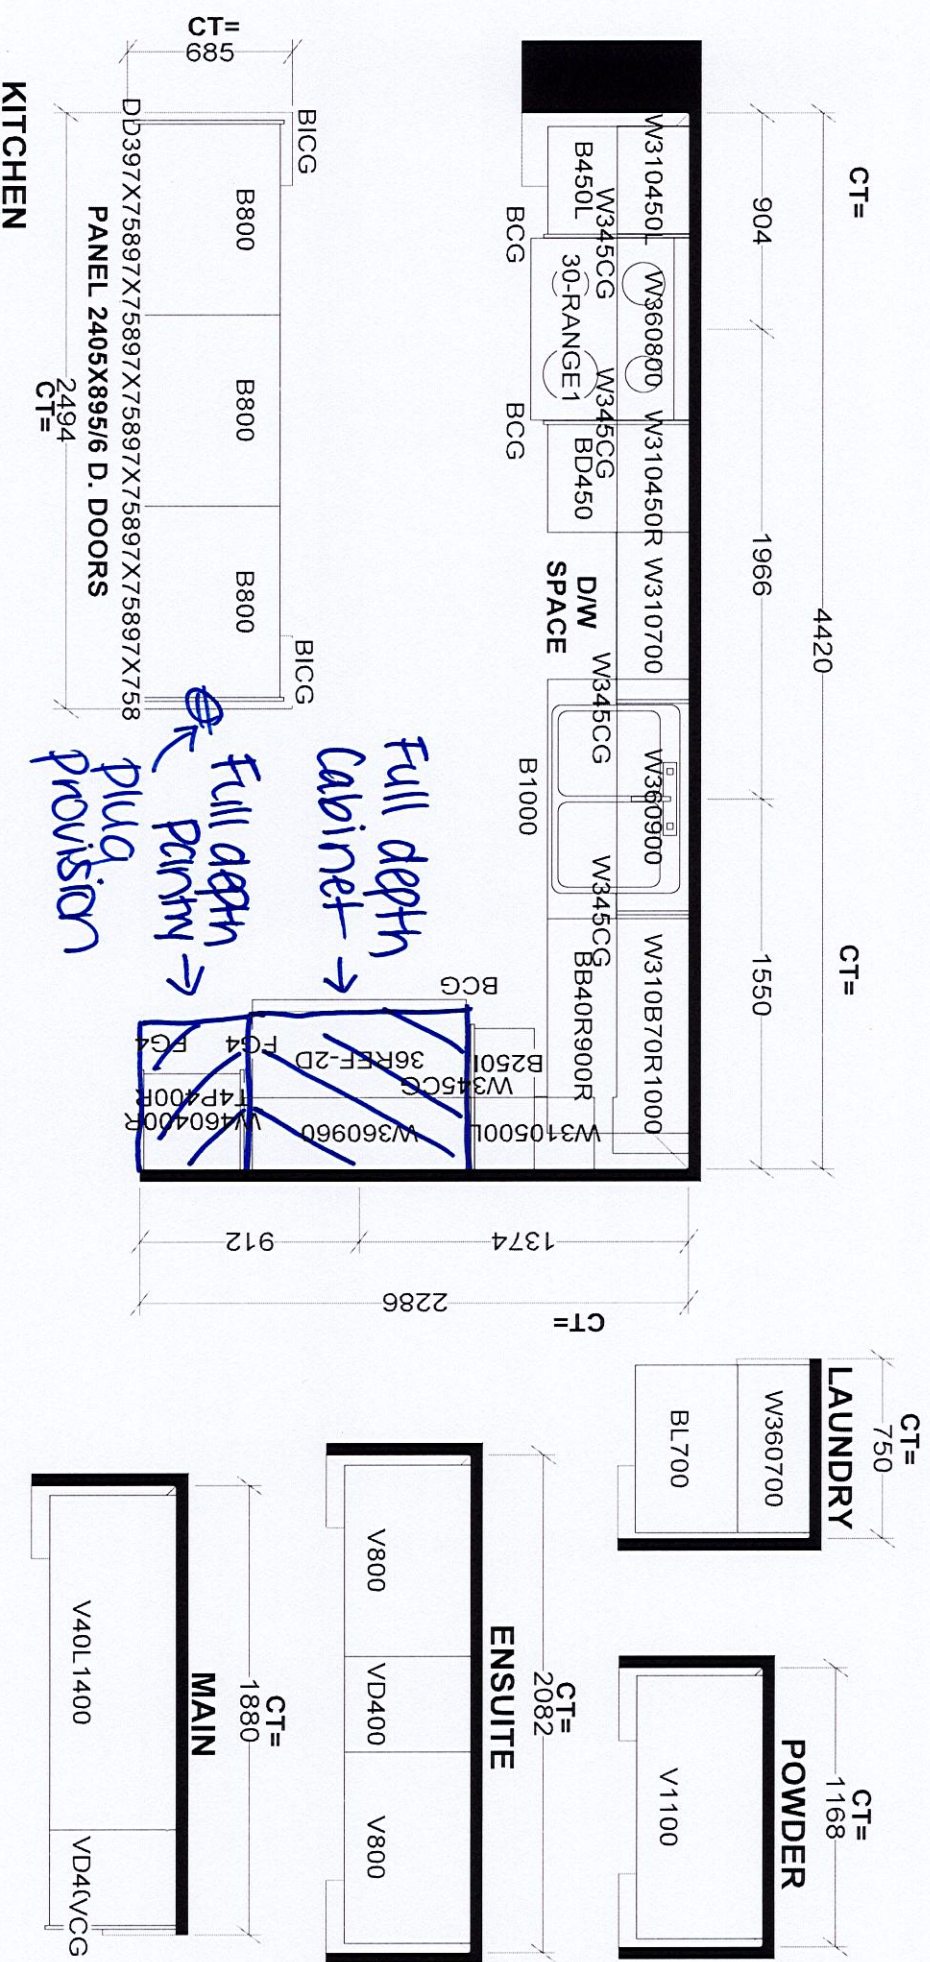 CT=
4420
CT=
904
1966
1550
W310450L
W360800
W310450R
W310700
W360900
W310B70R1000
W345CG
W345CG
W345CG
W345CG
B450L
30-RANGE1
BD450
D/W
SPACE
B1000
BB40R900R
BCG
BCG
BICG
BICG
B800
B800
B800
CT=
685
DD397X75897X75897X75897X75897X75897X758
PANEL 2405X895/6 D. DOORS
2494
CT=
KITCHEN
Full depth
Cabinet →
Full depth
pantry →
plug
provision
BCG
B250L
W345CG
W310500L
36REF-2D
W360960
FG4
FG4
T4P400R
W460400R
1374
912
2286
CT=
CT=
750
LAUNDRY
W360700
BL700
CT=
1168
POWDER
V1100
CT=
2082
ENSUITE
V800
VD400
V800
CT=
1880
MAIN
V40L1400
VD4(VCG